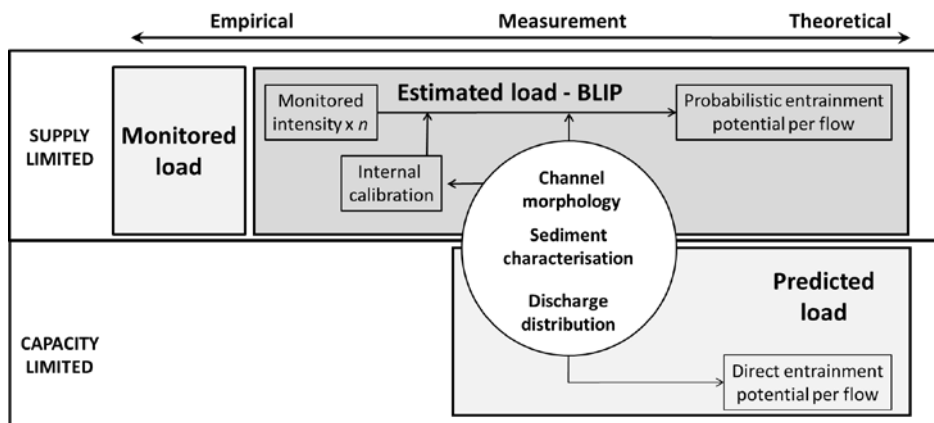 Empirical Measurement Theoretical
SUPPLY
LIMITED
Monitored
load
Estimated load - BLIP
Monitored
intensity x n
Probabilistic entrainment
potential per flow
Internal
calibration
Channel
morphology
Sediment
characterisation
Discharge
distribution
CAPACITY
LIMITED
Predicted
load
Direct entrainment
potential per flow